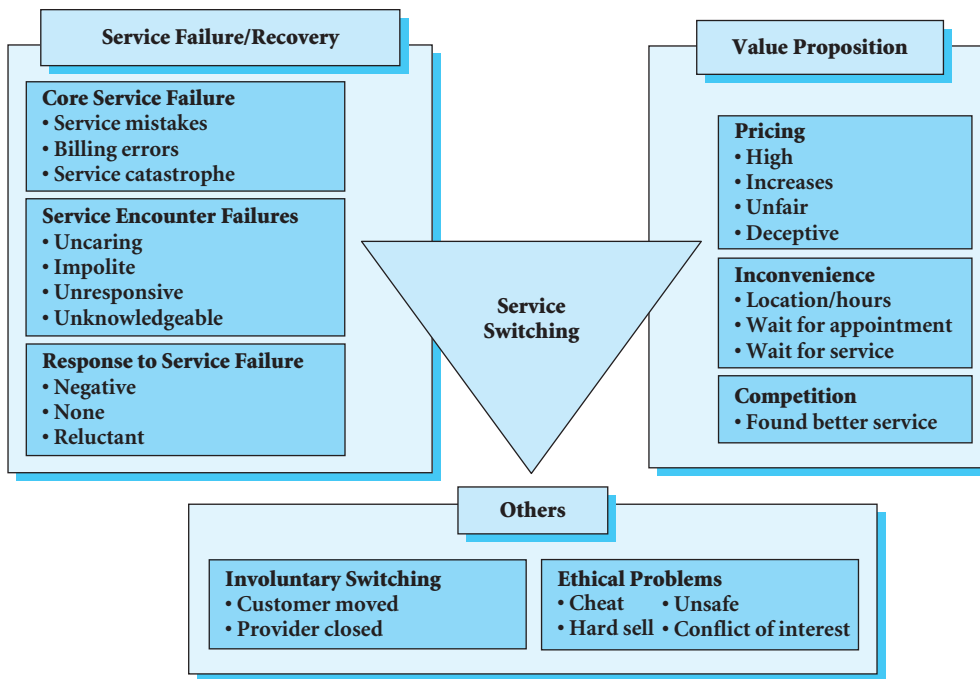 Service Failure/Recovery
Core Service Failure
• Service mistakes
• Billing errors
• Service catastrophe
Service Encounter Failures
• Uncaring
• Impolite
• Unresponsive
• Unknowledgeable
Response to Service Failure
• Negative
• None
• Reluctant
Service
Switching
Value Proposition
Pricing
• High
• Increases
• Unfair
• Deceptive
Inconvenience
• Location/hours
• Wait for appointment
• Wait for service
Competition
• Found better service
Others
Involuntary Switching
• Customer moved
• Provider closed
Ethical Problems
• Cheat • Unsafe
• Hard sell • Conflict of interest